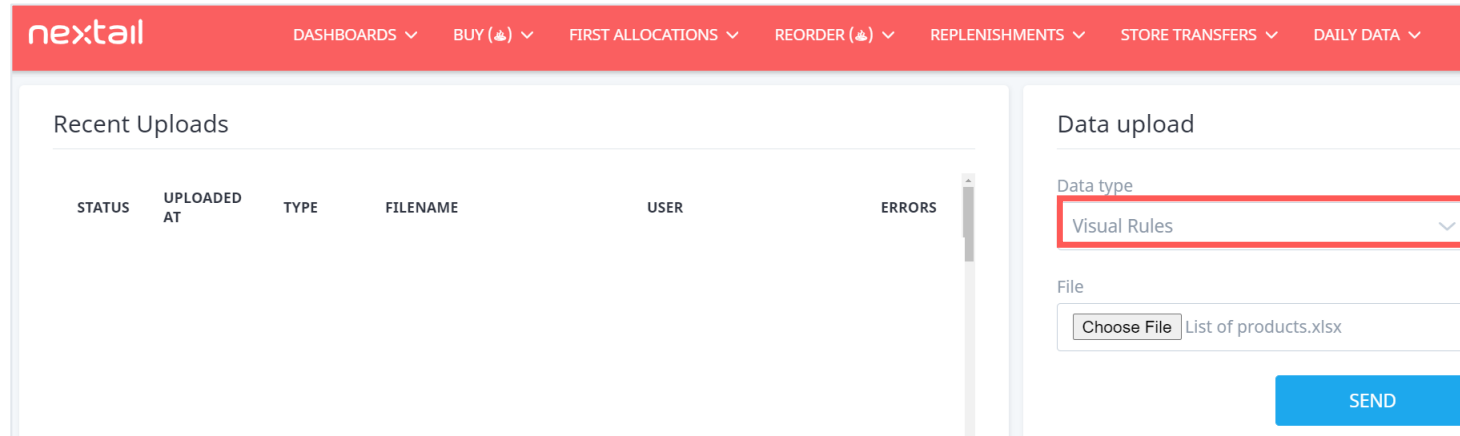 nextail
DASHBOARDS BUY (♨) FIRST ALLOCATIONS REORDER (♨) REPLENISHMENTS STORE TRANSFERS DAILY DATA
Recent Uploads
STATUS UPLOADED AT TYPE FILENAME USER ERRORS
Data upload
Data type
Visual Rules
File
Choose File List of products.xlsx
SEND